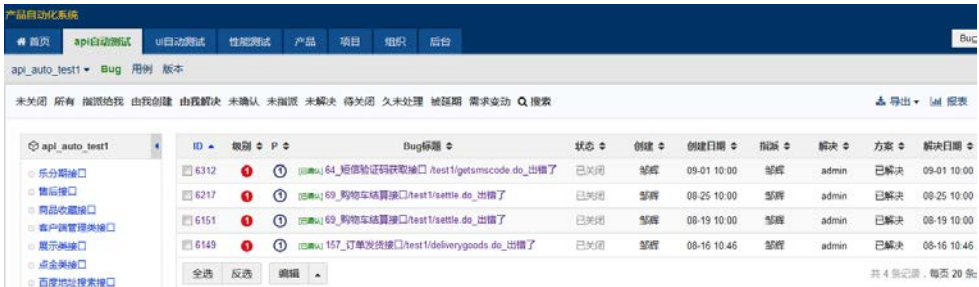 产品自动化系统
首页 api自动测试 ui自动测试 性能测试 产品 项目 组织 后台 Bug
api_auto_test1 Bug 用例 版本
未关闭 所有 指派给我 由我创建 由我解决 未确认 未指派 未解决 待关闭 久未处理 被延期 需求变动 搜索 导出 报表
api_auto_test1
乐分期接口
售后接口
商品收藏接口
客户端管理类接口
展示类接口
点金类接口
百度地址搜索接口
ID 级别 P Bug标题 状态 创建 创建日期 指派 解决 方案 解决日期
6312 1 1 [已确认] 64_短信验证码获取接口 /test1/getsmscode.do_出错了 已关闭 邹辉 09-01 10:00 邹辉 admin 已解决 09-01 10:00
6217 1 1 [已确认] 69_购物车结算接口/test1/settle.do_出错了 已关闭 邹辉 08-25 10:00 邹辉 admin 已解决 08-25 10:00
6151 1 1 [已确认] 69_购物车结算接口/test1/settle.do_出错了 已关闭 邹辉 08-19 10:00 邹辉 admin 已解决 08-19 10:00
6149 1 1 [已确认] 157_订单发货接口/test1/deliverygoods do_出错了 已关闭 邹辉 08-16 10:46 邹辉 admin 已解决 08-16 10:46
全选 反选 编辑 共 4 条记录，每页 20 条